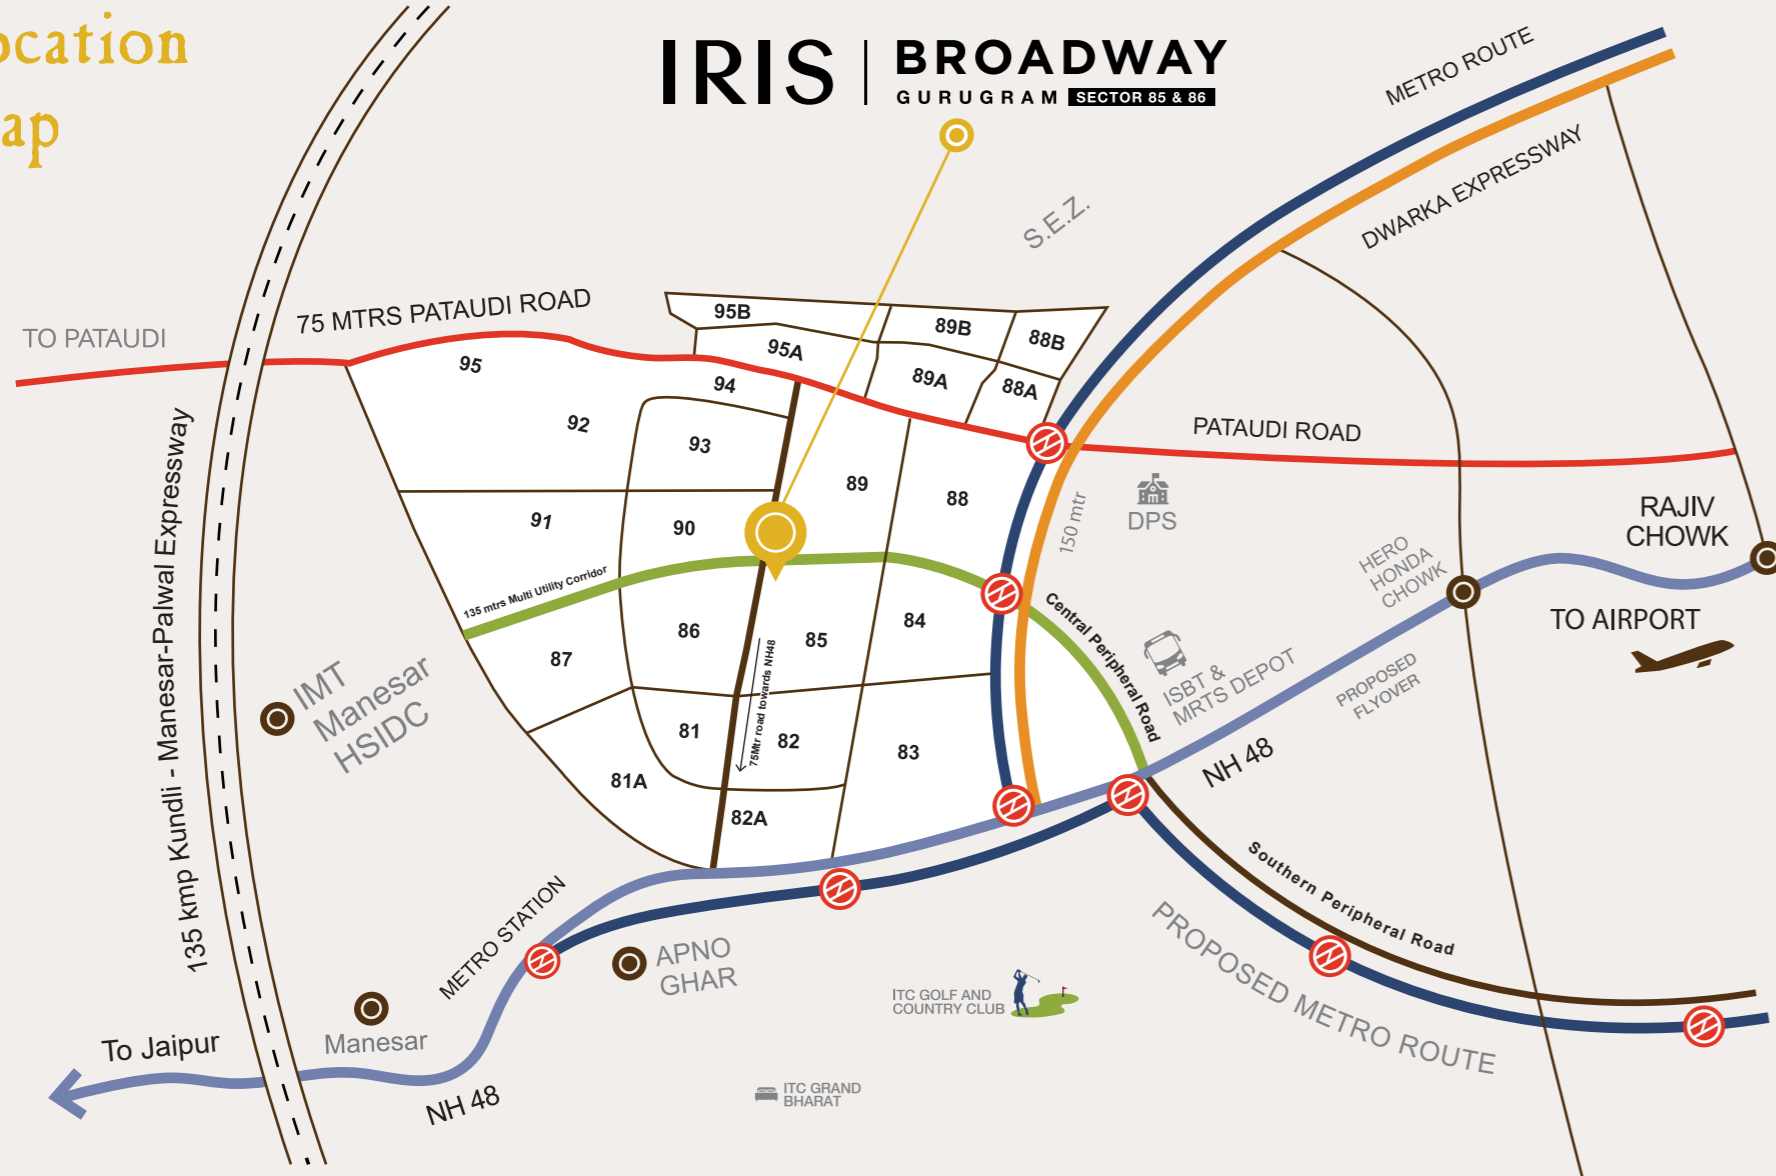 ocation
ap
IRIS
BROADWAY
GURUGRAM SECTOR 85 & 86
METRO ROUTE
DWARKA EXPRESSWAY
S.E.Z.
75 MTRS PATAUDI ROAD
TO PATAUDI
95B
89B
88B
95A
95
94
89A
88A
92
93
PATAUDI ROAD
89
88
91
90
150 mtr
DPS
RAJIV
CHOWK
HERO
HONDA
CHOWK
135 mtrs Multi Utility Corridor
Central Peripheral Road
TO AIRPORT
86
85
84
87
75Mtr road towards NH48
ISBT &
MRTS DEPOT
PROPOSED
FLYOVER
135 kmp Kundli - Manesar-Palwal Expressway
IMT
Manesar
HSIDC
81
82
83
81A
82A
NH 48
METRO STATION
Southern Peripheral Road
APNO
GHAR
PROPOSED METRO ROUTE
ITC GOLF AND
COUNTRY CLUB
Manesar
To Jaipur
NH 48
ITC GRAND
BHARAT